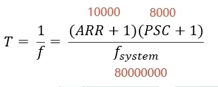 10000 8000
T = 1/f = (ARR + 1)(PSC + 1)/f_system
80000000